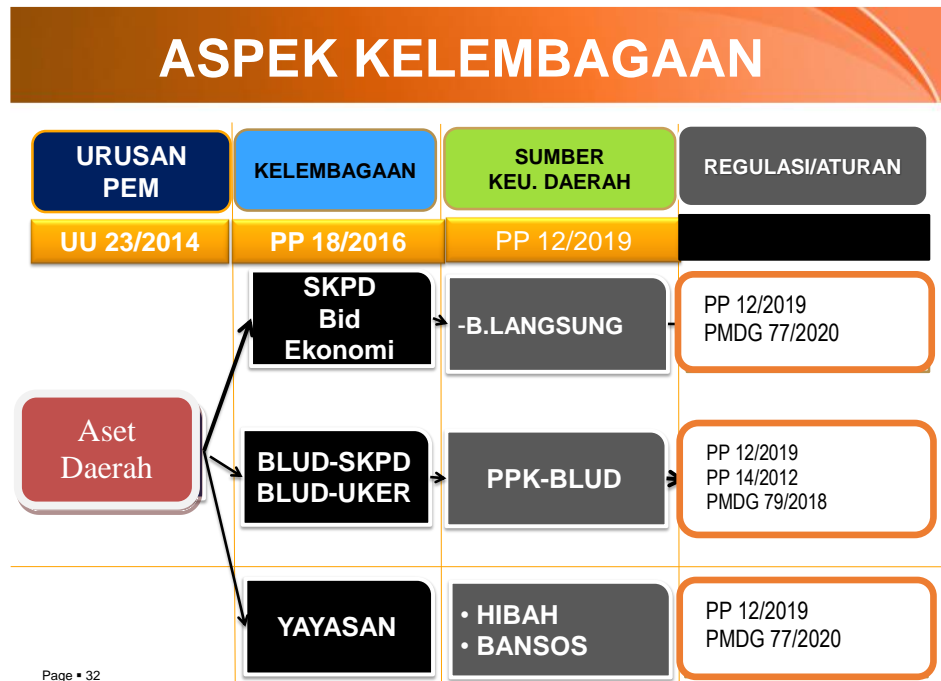 ASPEK KELEMBAGAAN
URUSAN
PEM
KELEMBAGAAN
SUMBER
KEU. DAERAH
REGULASI/ATURAN
UU 23/2014
PP 18/2016
PP 12/2019
SKPD
Bid
Ekonomi
-B.LANGSUNG
PP 12/2019
PMDG 77/2020
Aset
Daerah
BLUD-SKPD
BLUD-UKER
PPK-BLUD
PP 12/2019
PP 14/2012
PMDG 79/2018
YAYASAN
• HIBAH
• BANSOS
PP 12/2019
PMDG 77/2020
Page ▪ 32